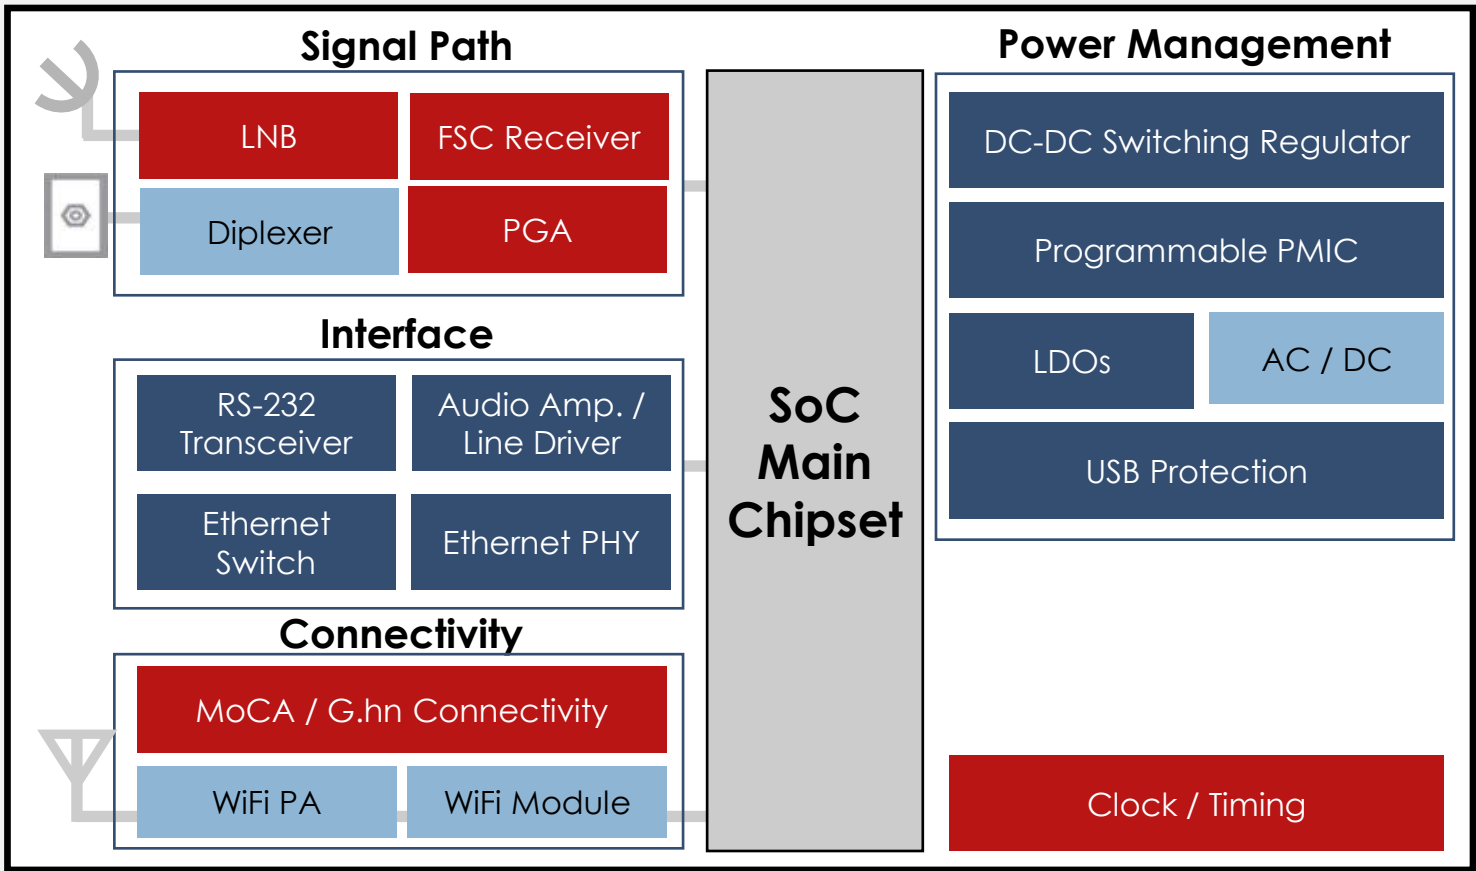 Signal Path
LNB
FSC Receiver
Diplexer
PGA
Interface
RS-232
Transceiver
Audio Amp. /
Line Driver
Ethernet
Switch
Ethernet PHY
Connectivity
MoCA / G.hn Connectivity
WiFi PA
WiFi Module
SoC
Main
Chipset
Power Management
DC-DC Switching Regulator
Programmable PMIC
LDOs
AC / DC
USB Protection
Clock / Timing